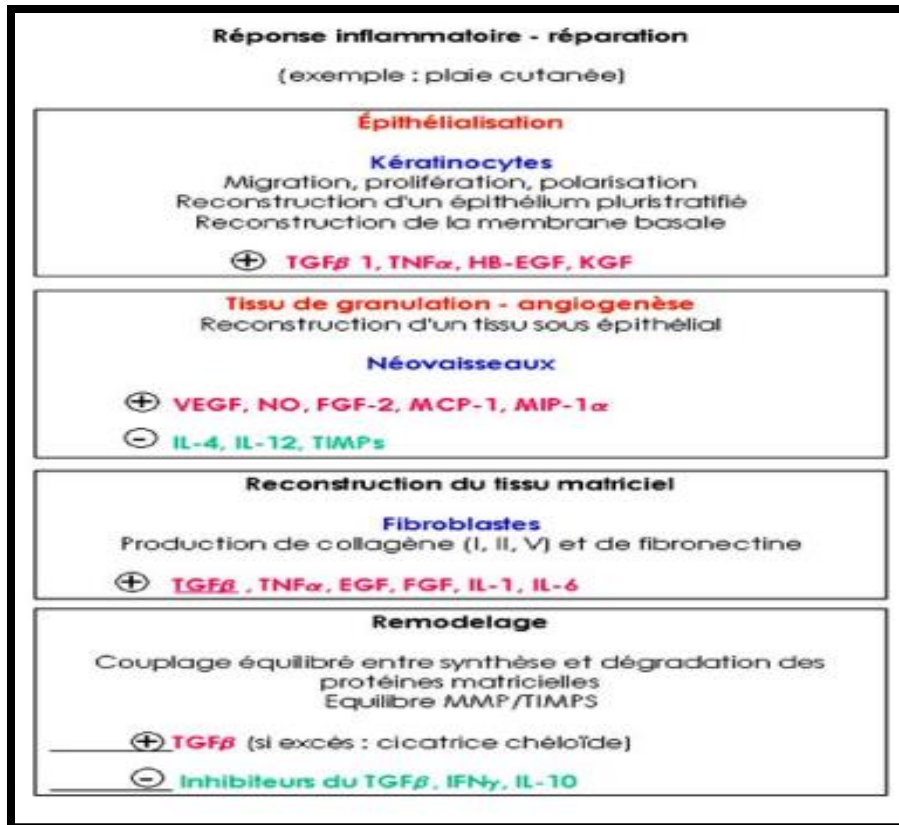 Réponse inflammatoire - réparation
(exemple : plaie cutanée)
Épithélialisation
Kératinocytes
Migration, prolifération, polarisation
Reconstruction d'un épithélium pluristratifié
Reconstruction de la membrane basale
⊕ TGFβ 1, TNFα, HB-EGF, KGF
Tissu de granulation - angiogenèse
Reconstruction d'un tissu sous épithélial
Néovaisseaux
⊕ VEGF, NO, FGF-2, MCP-1, MIP-1α
⊖ IL-4, IL-12, TIMPs
Reconstruction du tissu matriciel
Fibroblastes
Production de collagène (I, II, V) et de fibronectine
⊕ TGFβ , TNFα, EGF, FGF, IL-1, IL-6
Remodelage
Couplage équilibré entre synthèse et dégradation des
protéines matricielles
Equilibre MMP/TIMPS
⊕ TGFβ (si excés : cicatrice chéloïde)
⊖ Inhibiteurs du TGFβ, IFNγ, IL-10